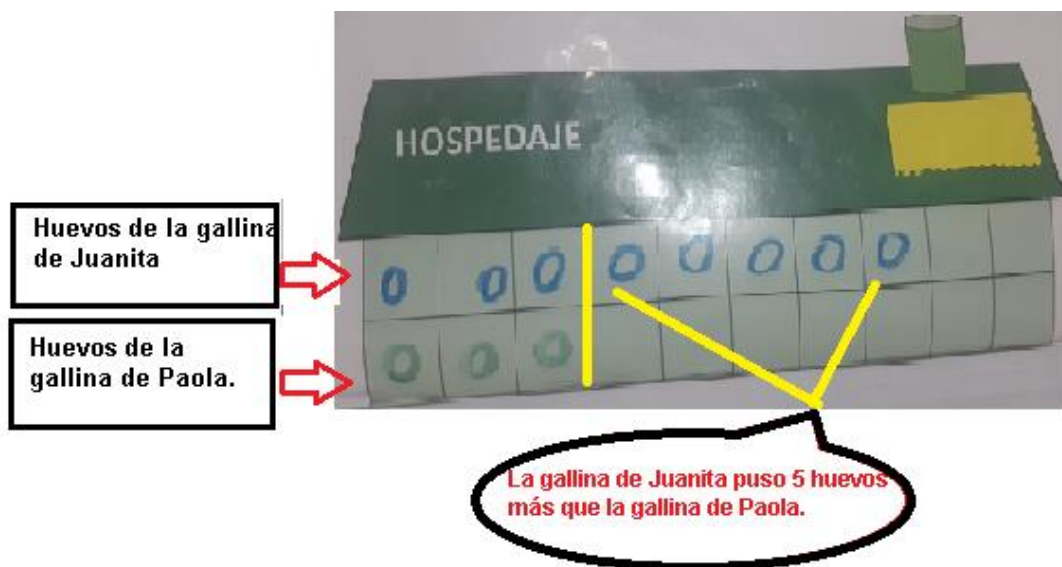 HOSPEDAJE
Huevos de la gallina
de Juanita
Huevos de la
gallina de Paola.
La gallina de Juanita puso 5 huevos
más que la gallina de Paola.